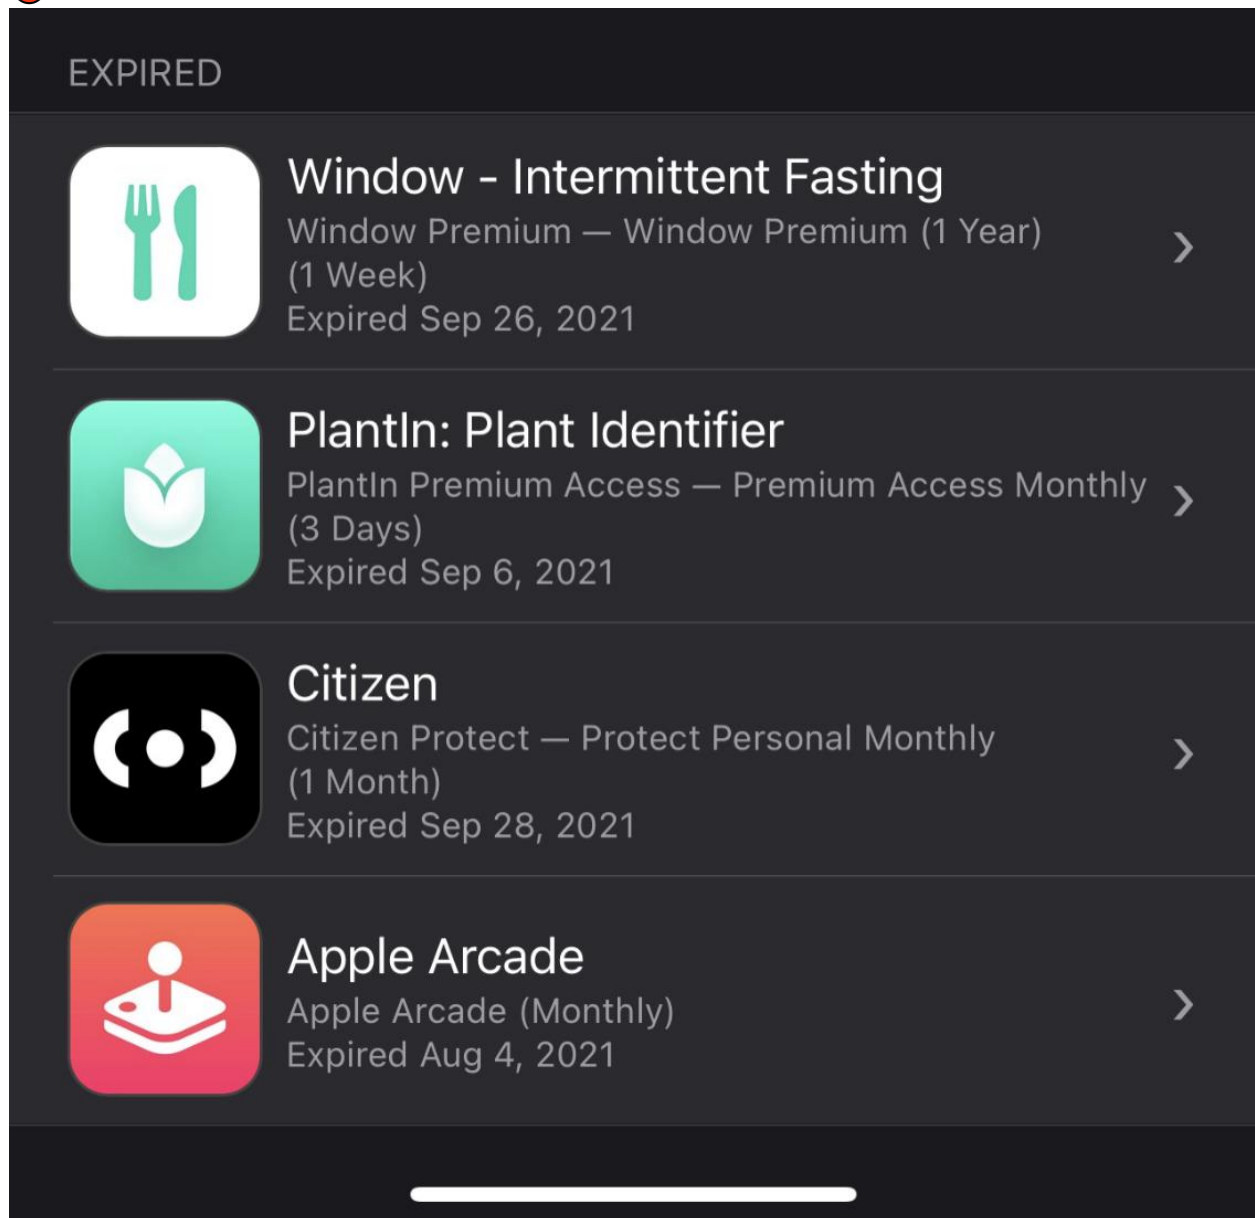 EXPIRED
Window - Intermittent Fasting
Window Premium — Window Premium (1 Year)
(1 Week)
Expired Sep 26, 2021
PlantIn: Plant Identifier
PlantIn Premium Access — Premium Access Monthly
(3 Days)
Expired Sep 6, 2021
Citizen
Citizen Protect — Protect Personal Monthly
(1 Month)
Expired Sep 28, 2021
Apple Arcade
Apple Arcade (Monthly)
Expired Aug 4, 2021